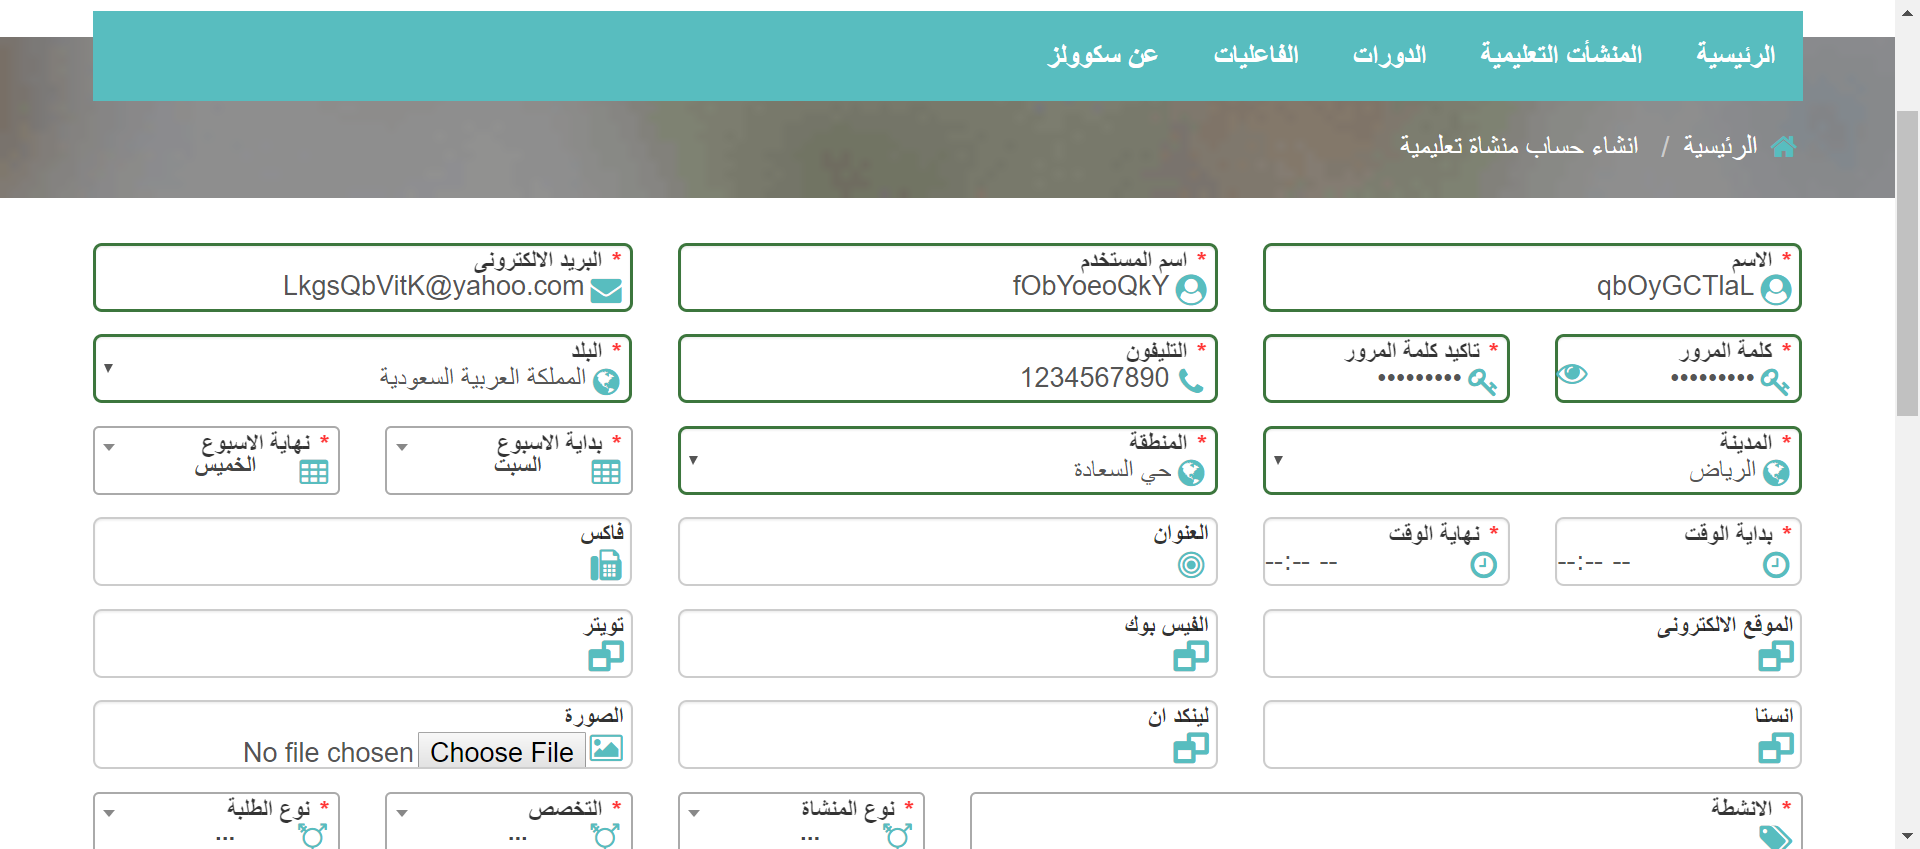 الرئيسية
المنشأت التعليمية
الدورات
الفاعليات
عن سكوولز
الرئيسية / انشاء حساب منشاة تعليمية
* الاسم
qbOyGCTlaL
* اسم المستخدم
fObYoeoQkY
* البريد الالكترونى
LkgsQbVitK@yahoo.com
* كلمة المرور
•••••••••
* تاكيد كلمة المرور
•••••••••
* التليفون
1234567890
* البلد
المملكة العربية السعودية
* المدينة
الرياض
* المنطقة
حي السعادة
* بداية الاسبوع
السبت
* نهاية الاسبوع
الخميس
* بداية الوقت
--:-- --
* نهاية الوقت
--:-- --
العنوان
فاكس
الموقع الالكترونى
الفيس بوك
تويتر
انستا
لينكد ان
الصورة
Choose File No file chosen
* الانشطة
* نوع المنشاة
...
* التخصص
...
* نوع الطلبة
...